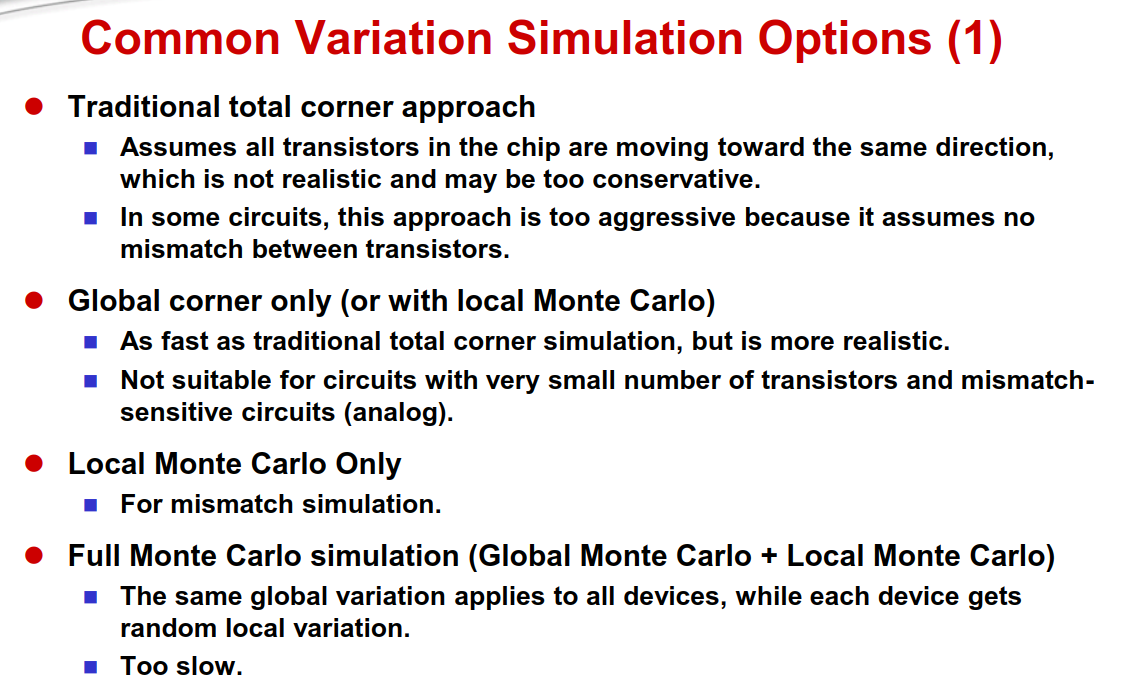 Common Variation Simulation Options (1)
Traditional total corner approach
Assumes all transistors in the chip are moving toward the same direction,
which is not realistic and may be too conservative.
In some circuits, this approach is too aggressive because it assumes no
mismatch between transistors.
Global corner only (or with local Monte Carlo)
As fast as traditional total corner simulation, but is more realistic.
Not suitable for circuits with very small number of transistors and mismatch-
sensitive circuits (analog).
Local Monte Carlo Only
For mismatch simulation.
Full Monte Carlo simulation (Global Monte Carlo + Local Monte Carlo)
The same global variation applies to all devices, while each device gets
random local variation.
Too slow.